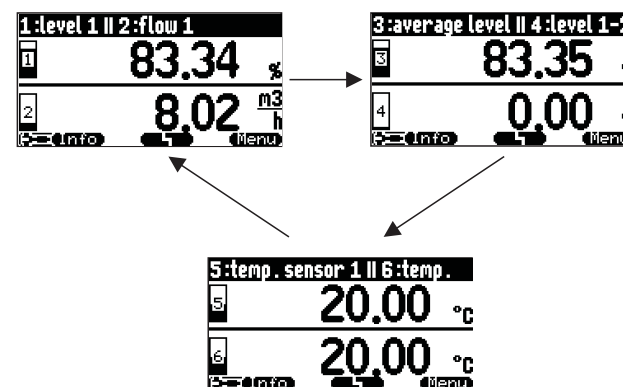 1:level 1 II 2:flow 1
1
83.34 %
2
8.02 m3/h
Info
Menu
3:average level II 4:level 1-2
3
83.35
4
0.00
Info
Menu
5:temp. sensor 1 II 6:temp.
5
20.00 °C
6
20.00 °C
Info
Menu